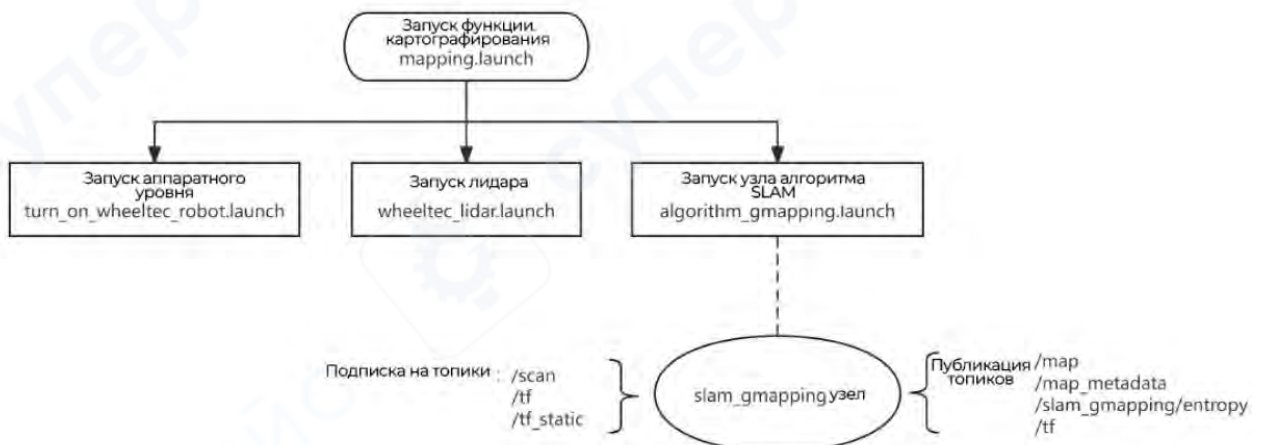 Запуск функции.
картографирования
mapping.launch
Запуск аппаратного
уровня
turn_on_wheeltec_robot.launch
Запуск лидара
wheeltec_lidar.launch
Запуск узла алгоритма
SLAM
algorithm_gmapping.launch
Подписка на топики : /scan
/tf
/tf_static
slam_gmapping узел
Публикация /map
топиков /map_metadata
/slam_gmapping/entropy
/tf